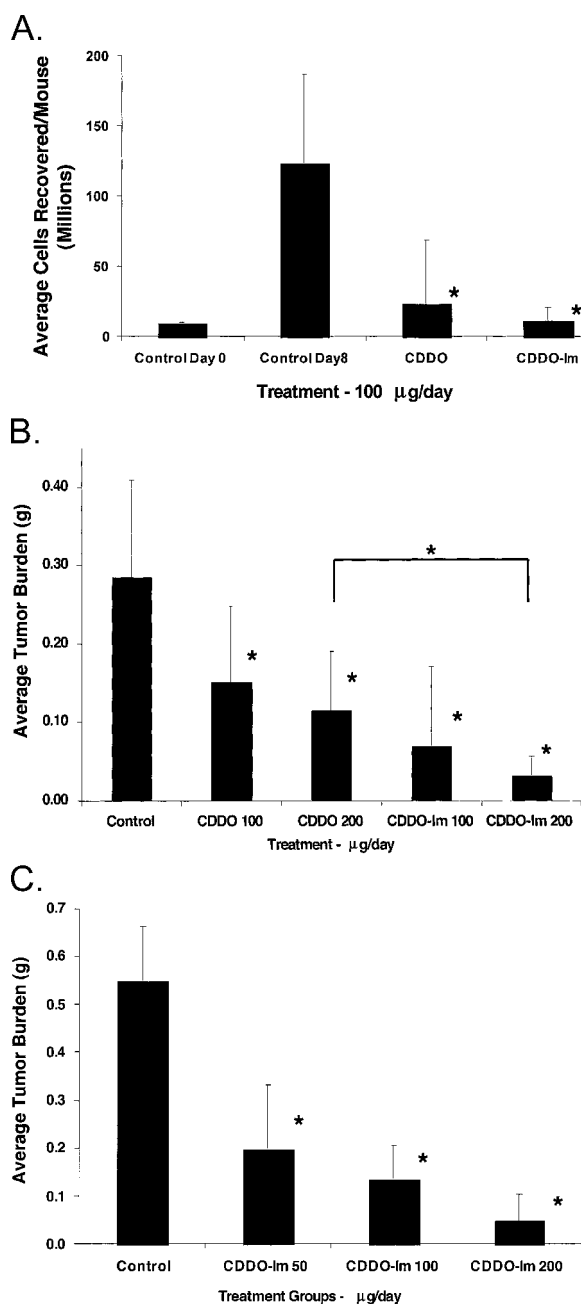 A.
Average Cells Recovered/Mouse
(Millions)
200
150
100
50
0
*
*
Control Day 0
Control Day8
CDDO
CDDO-Im
Treatment - 100 μg/day
B.
Average Tumor Burden (g)
0.40
0.30
0.20
0.10
0.00
*
*
*
*
*
Control
CDDO 100
CDDO 200
CDDO-Im 100
CDDO-Im 200
Treatment - μg/day
C.
Average Tumor Burden (g)
0.7
0.6
0.5
0.4
0.3
0.2
0.1
0.0
*
*
*
Control
CDDO-Im 50
CDDO-Im 100
CDDO-Im 200
Treatment Groups - μg/day